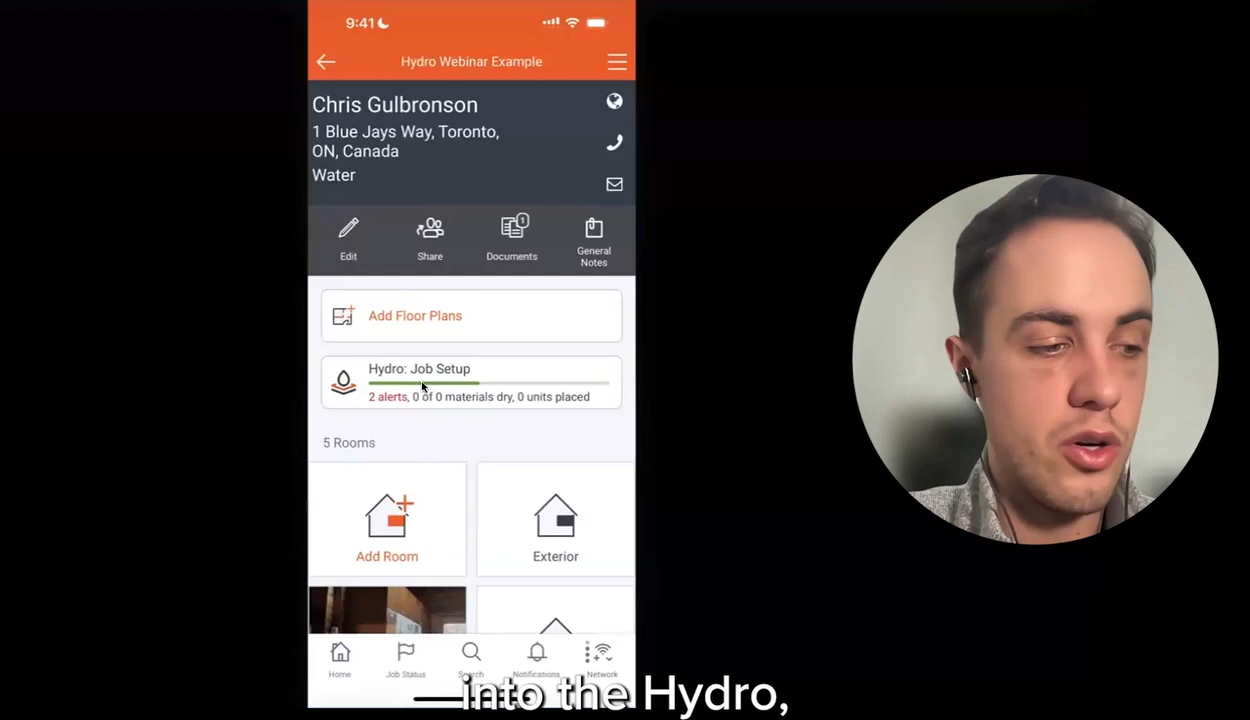 9:41
Hydro Webinar Example
Chris Gulbronson
1 Blue Jays Way, Toronto,
ON, Canada
Water
1
Edit
Share
Documents
General
Notes
Add Floor Plans
Hydro: Job Setup
2 alerts, 0 of 0 materials dry, 0 units placed
5 Rooms
Add Room
Exterior
Home
Job Status
Search
Notifications
Network
into the Hydro,